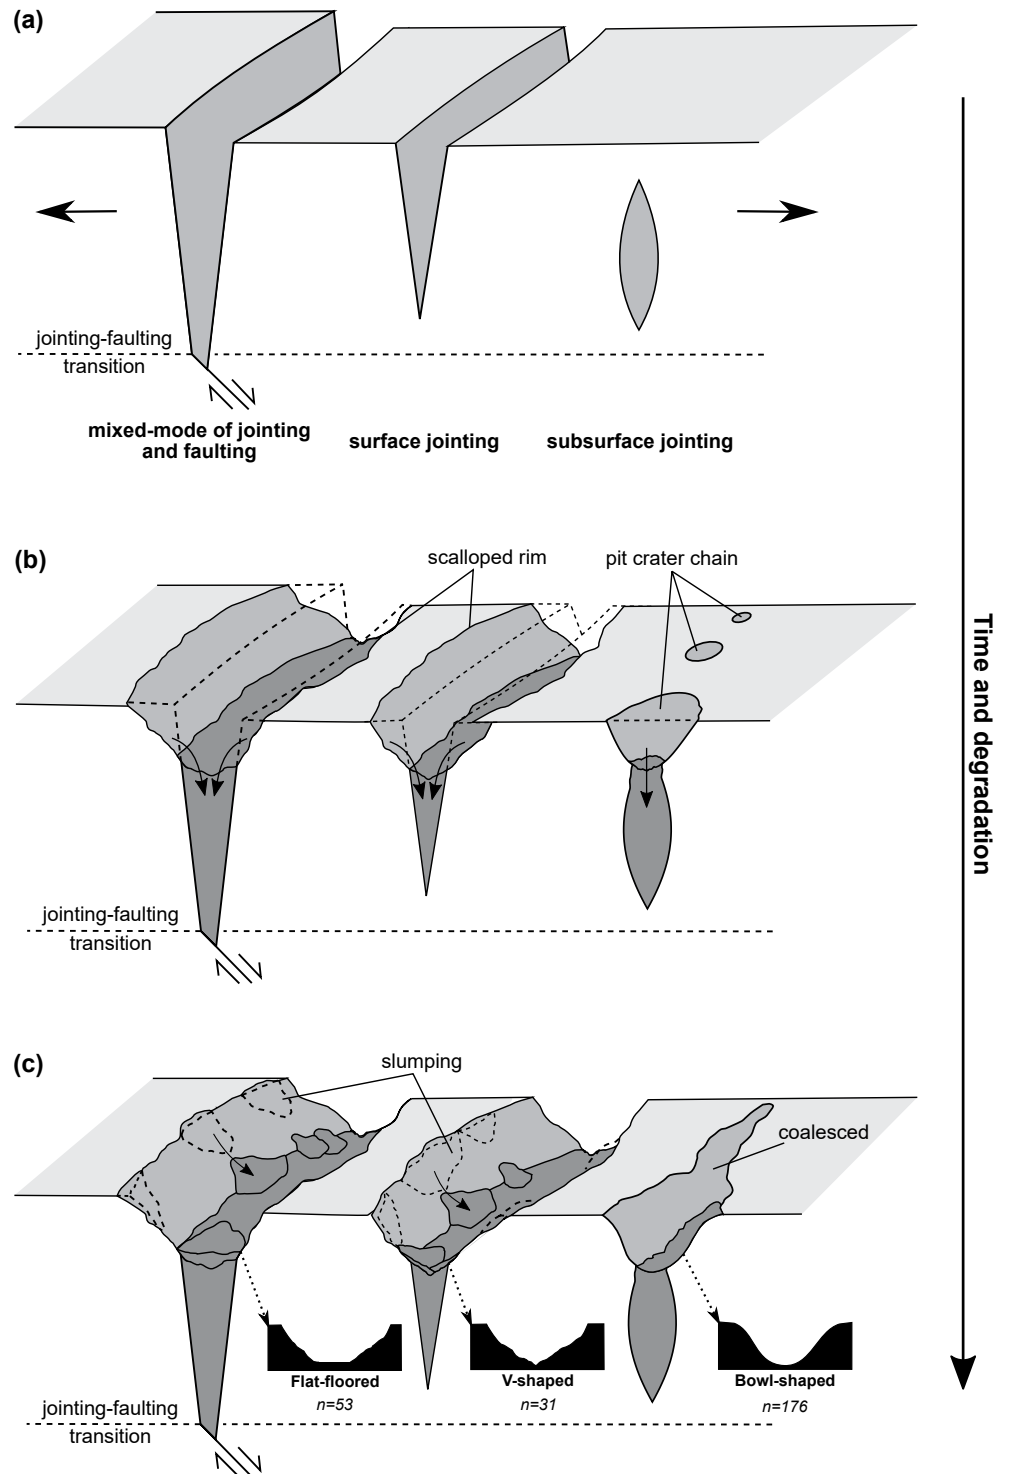 (a)
jointing-faulting
transition
mixed-mode of jointing
and faulting
surface jointing
subsurface jointing
(b)
scalloped rim
pit crater chain
jointing-faulting
transition
Time and degradation
(c)
slumping
coalesced
Flat-floored
n=53
V-shaped
n=31
Bowl-shaped
n=176
jointing-faulting
transition